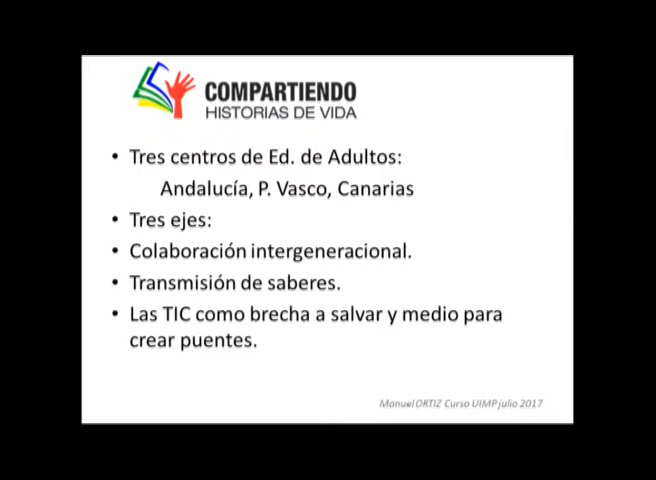 COMPARTIENDO
HISTORIAS DE VIDA
• Tres centros de Ed. de Adultos:
Andalucía, P. Vasco, Canarias
• Tres ejes:
• Colaboración intergeneracional.
• Transmisión de saberes.
• Las TIC como brecha a salvar y medio para
crear puentes.
Manuel ORTIZ Curso UIMP julio 2017